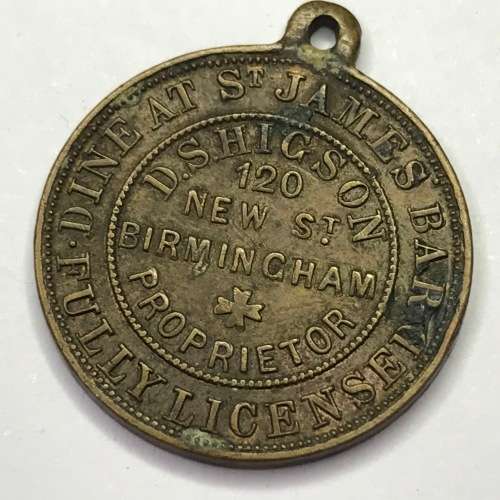 ·DINE AT ST JAMES BAR
FULLY LICENSED
D.S HIGSON
120
NEW ST.
BIRMINGHAM
PROPRIETOR